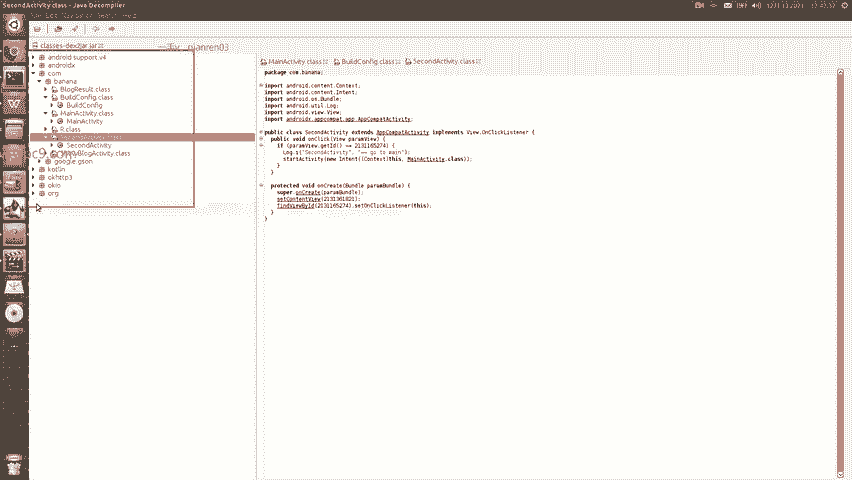 SecondActivity.class - Java Decompiler
classes-dex2jar.jar
android.support.v4
androidx
com
banana
BlogResult.class
BuildConfig.class
BuildConfig
MainActivity.class
MainActivity
R.class
SecondActivity
BlogActivity.class
google.gson
kotlin
okhttp3
okio
org
MainActivity.class
BuildConfig.class
SecondActivity.class
package com.banana;
import android.content.Context;
import android.content.Intent;
import android.os.Bundle;
import android.util.Log;
import android.view.View;
import androidx.appcompat.app.AppCompatActivity;
public class SecondActivity extends AppCompatActivity implements View.OnClickListener {
public void onClick(View paramView) {
if (paramView.getId() == 2131165274) {
Log.i("SecondActivity", "== go to main");
startActivity(new Intent((Context)this, MainActivity.class));
}
}
protected void onCreate(Bundle paramBundle) {
super.onCreate(paramBundle);
setContentView(2131361821);
findViewById(2131165274).setOnClickListener(this);
}
}